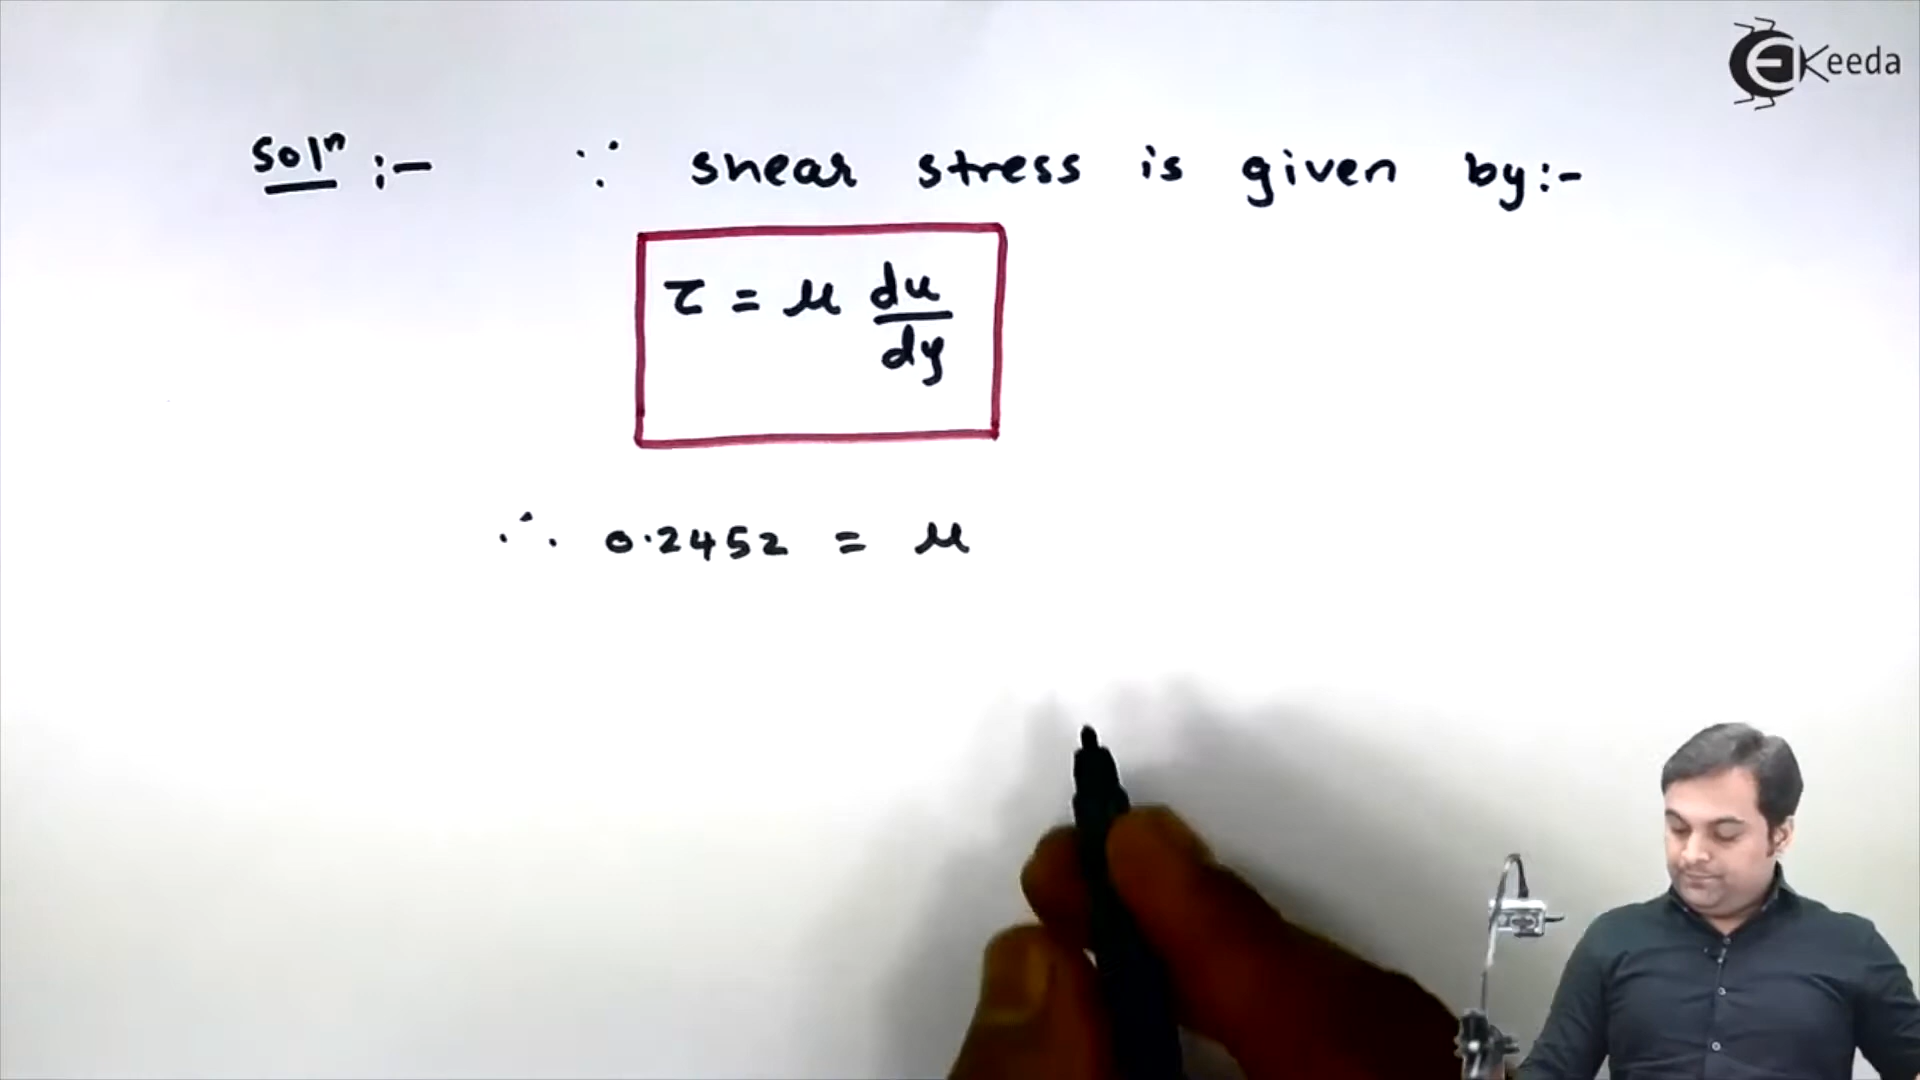 EKeeda
Solⁿ :- ∵ shear stress is given by:-
τ = μ du/dy
∴ 0.2452 = μ